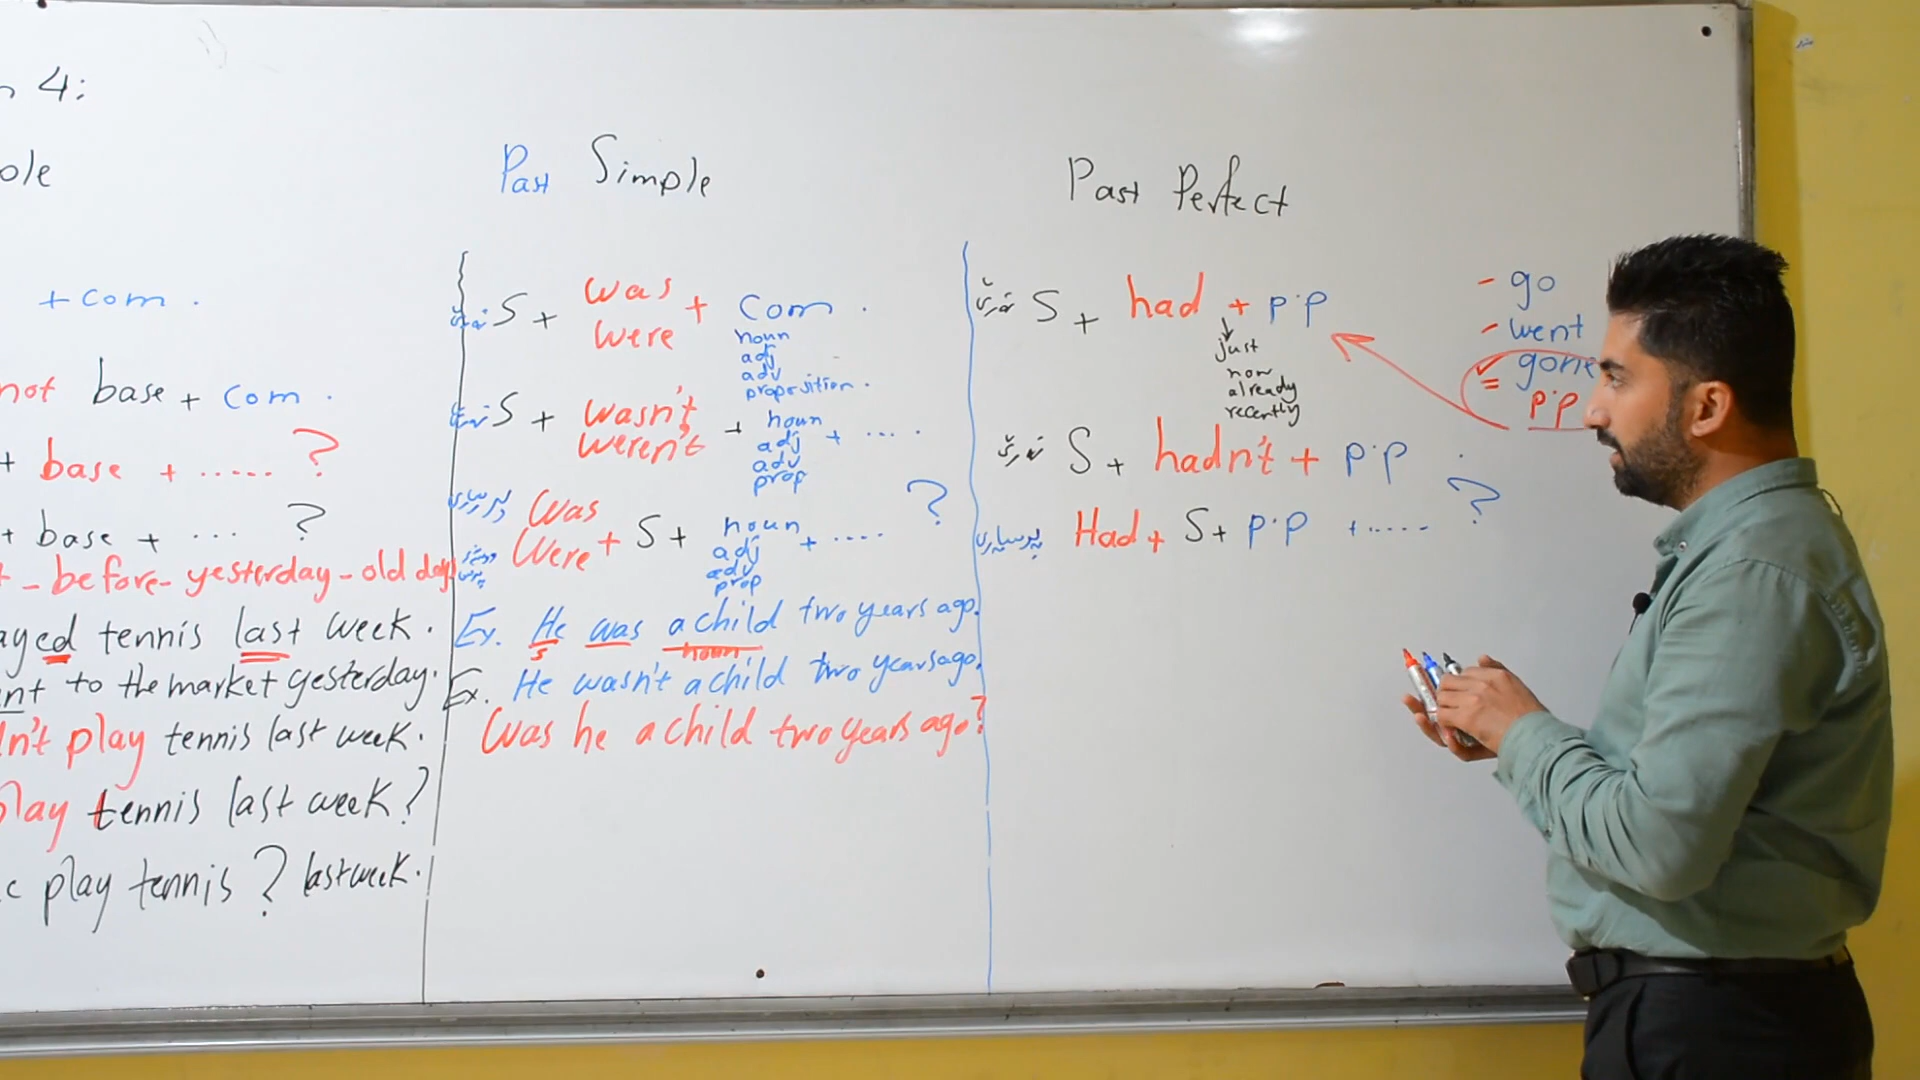 4:
ole
+ com .
not base + com .
+ base + ..... ?
+ base + ... ?
- before - yesterday - old day
ayed tennis last week .
nt to the market yesterday .
n't play tennis last week .
play tennis last week ?
play tennis ? last week .
Past Simple
S + was + Com .
were
noun
adj
adv
proposition .
S + wasn't + noun + .... .
weren't
adj
adv
prop
Was + S + noun + .... ?
Were
adj
adv
prop
Ex. He was a child two years ago.
s noun
Ex. He wasn't a child two years ago.
Was he a child two years ago?
Past Perfect
S + had + p.p
just
now
already
recently
- go
- went
= gone
p.p
S + hadn't + p.p .
پرسیاری Had + S + p.p + ..... ?